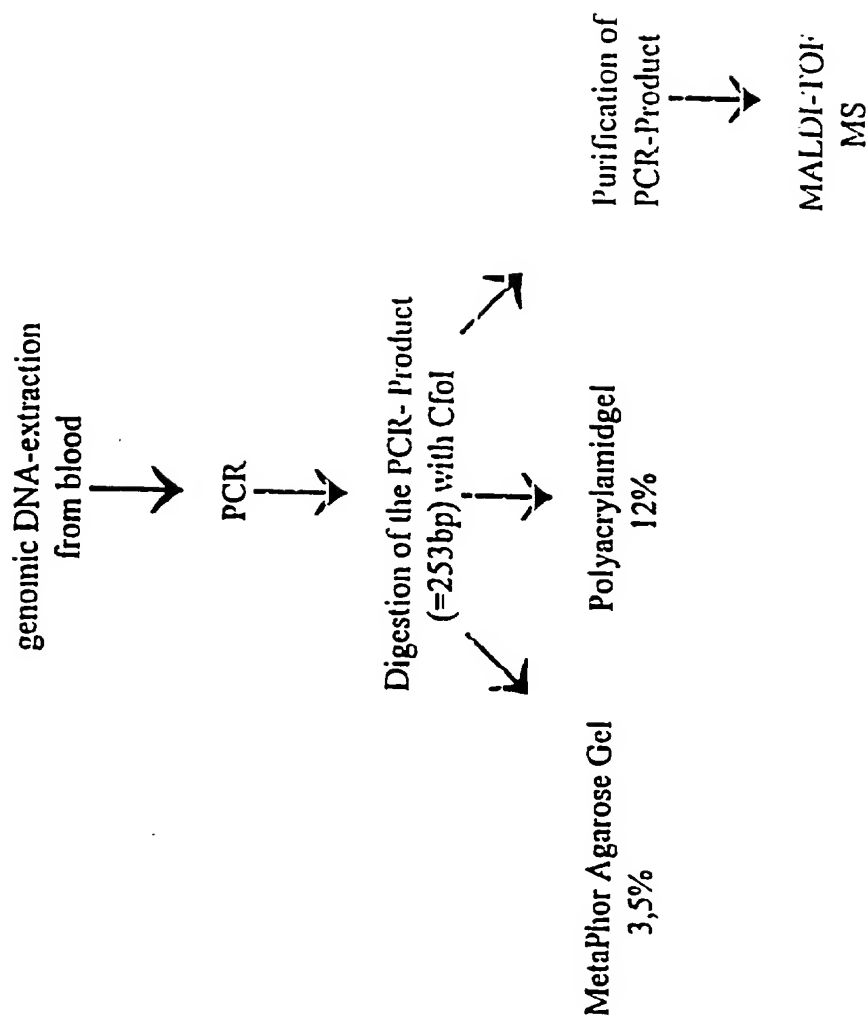 genomic DNA-extraction
from blood
PCR
Digestion of the PCR- Product
(=253bp) with CfoI
MetaPhor Agarose Gel
3,5%
Polyacrylamidgel
12%
Purification of
PCR-Product
MALDI-TOF
MS